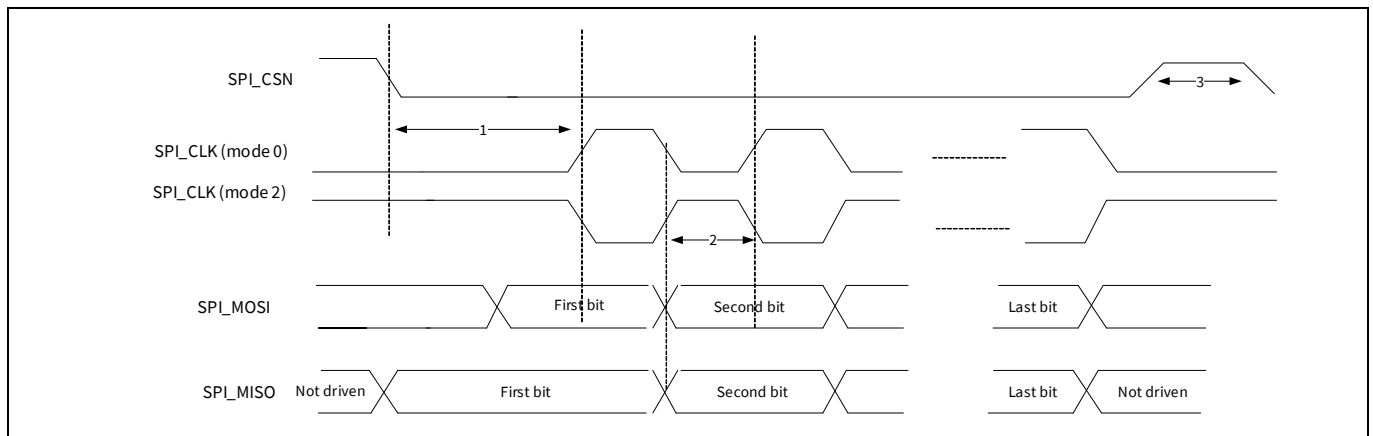 SPI_CSN
3
1
SPI_CLK (mode 0)
SPI_CLK (mode 2)
2
SPI_MOSI First bit Second bit Last bit
SPI_MISO Not driven First bit Second bit Last bit Not driven